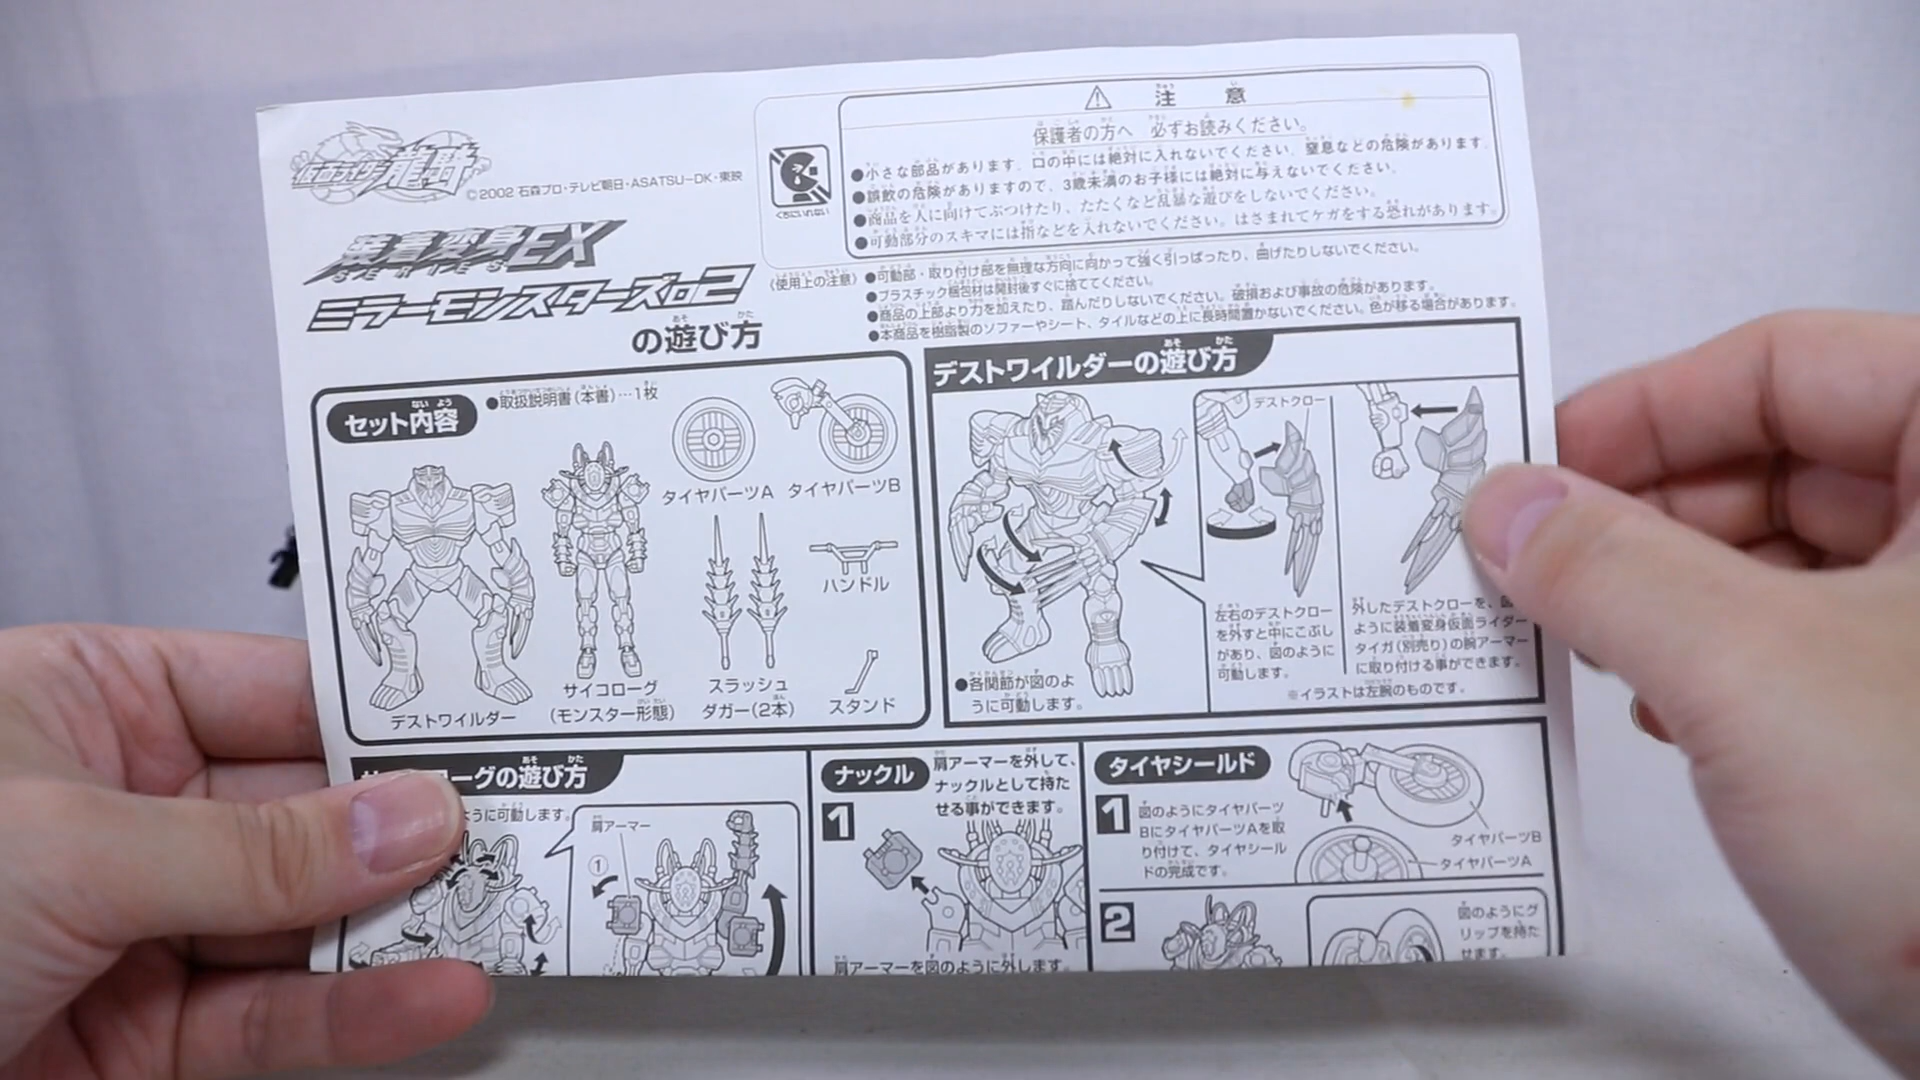 仮面ライダー龍騎
©2002 石森プロ・テレビ朝日・ASATSU-DK・東映
装着変身EX
SERIES
ミラーモンスターズ02
の遊び方
くちにいれない
注 意
保護者の方へ 必ずお読みください。
●小さな部品があります。口の中には絶対に入れないでください。窒息などの危険があります。
●誤飲の危険がありますので、3歳未満のお子様には絶対に与えないでください。
●商品を人に向けてぶつけたり、たたくなど乱暴な遊びをしないでください。
●可動部分のスキマには指などを入れないでください。はさまれてケガをする恐れがあります。
〈使用上の注意〉
●可動部・取り付け部を無理な方向に向かって強く引っぱったり、曲げたりしないでください。
●プラスチック梱包材は開封後すぐに捨ててください。
●商品の上部より力を加えたり、踏んだりしないでください。破損および事故の危険があります。
●本商品を樹脂製のソファーやシート、タイルなどの上に長時間置かないでください。色が移る場合があります。
セット内容
●取扱説明書(本書)…1枚
タイヤパーツA
タイヤパーツB
デストワイルダー
サイコローグ
(モンスター形態)
スラッシュ
ダガー(2本)
ハンドル
スタンド
デストワイルダーの遊び方
●各関節が図のよ
うに可動します。
デストクロー
左右のデストクロー
を外すと中にこぶし
があり、図のように
可動します。
外したデストクローを、図
ように装着変身仮面ライダー
タイガ(別売り)の腕アーマー
に取り付ける事ができます。
※イラストは左腕のものです。
ローグの遊び方
ように可動します。
肩アーマー
①
ナックル
肩アーマーを外して、
ナックルとして持た
せる事ができます。
1
肩アーマーを図のように外します。
タイヤシールド
1
図のようにタイヤパーツ
BにタイヤパーツAを取
り付けて、タイヤシール
ドの完成です。
タイヤパーツB
タイヤパーツA
2
図のようにグ
リップを持た
せます。